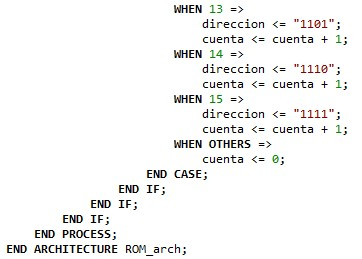 WHEN 13 =>
direccion <= "1101";
cuenta <= cuenta + 1;
WHEN 14 =>
direccion <= "1110";
cuenta <= cuenta + 1;
WHEN 15 =>
direccion <= "1111";
cuenta <= cuenta + 1;
WHEN OTHERS =>
cuenta <= 0;
END CASE;
END IF;
END IF;
END IF;
END PROCESS;
END ARCHITECTURE ROM_arch;